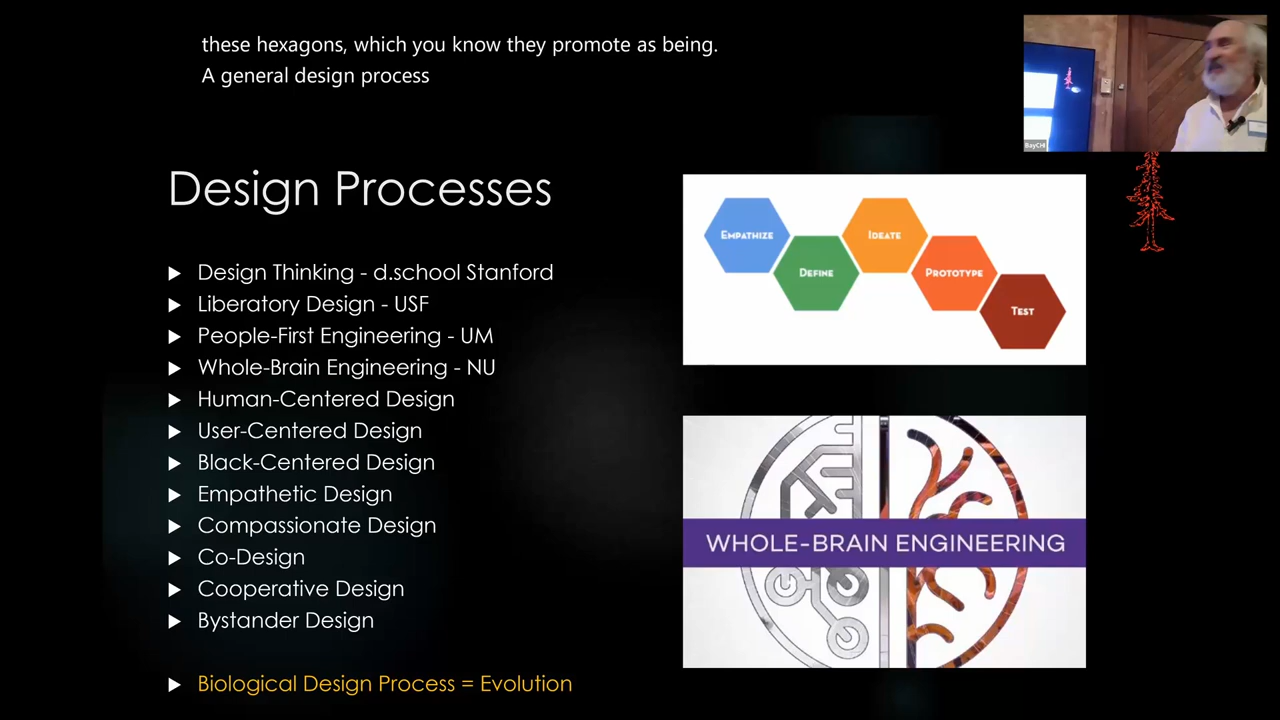 these hexagons, which you know they promote as being.
A general design process
BayCHI
Design Processes
Design Thinking - d.school Stanford
Liberatory Design - USF
People-First Engineering - UM
Whole-Brain Engineering - NU
Human-Centered Design
User-Centered Design
Black-Centered Design
Empathetic Design
Compassionate Design
Co-Design
Cooperative Design
Bystander Design
Biological Design Process = Evolution
EMPATHIZE
DEFINE
IDEATE
PROTOTYPE
TEST
WHOLE-BRAIN ENGINEERING